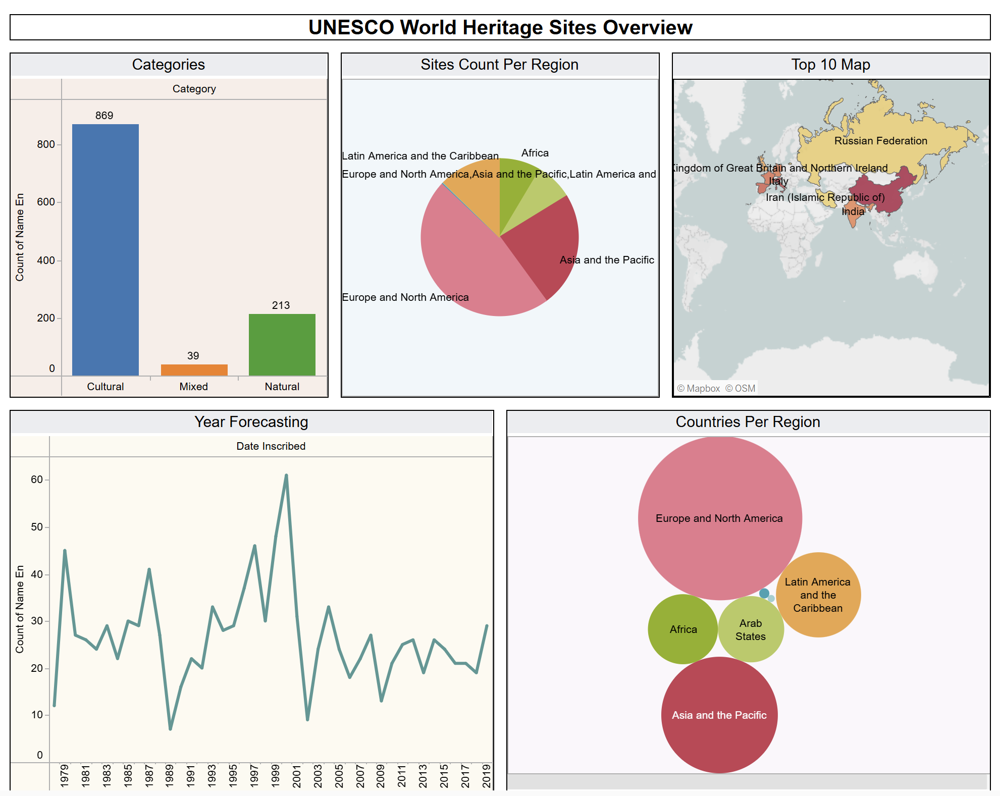 UNESCO World Heritage Sites Overview
Categories
Category
Count of Name En
800
600
400
200
0
869
39
213
Cultural
Mixed
Natural
Sites Count Per Region
Latin America and the Caribbean
Africa
Europe and North America,Asia and the Pacific,Latin America and
Asia and the Pacific
Europe and North America
Top 10 Map
Russian Federation
Kingdom of Great Britain and Northern Ireland
Italy
Iran (Islamic Republic of)
India
© Mapbox © OSM
Year Forecasting
Date Inscribed
Count of Name En
60
50
40
30
20
10
0
1979
1981
1983
1985
1987
1989
1991
1993
1995
1997
1999
2001
2003
2005
2007
2009
2011
2013
2015
2017
2019
Countries Per Region
Europe and North America
Latin America
and the
Caribbean
Africa
Arab
States
Asia and the Pacific